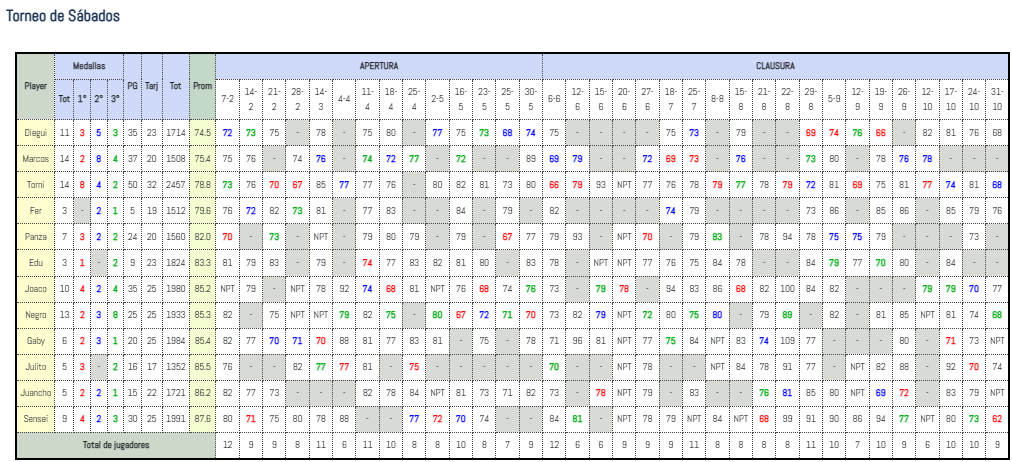 Torneo de Sábados
Player Medallas PG Tarj Tot Prom APERTURA CLAUSURA
Tot 1° 2° 3° 7-2 14-2 21-2 28-2 14-3 4-4 11-4 18-4 25-4 2-5 16-5 23-5 25-5 30-5 6-6 12-6 15-6 20-6 27-6 18-7 25-7 8-8 15-8 21-8 22-8 29-8 5-9 12-9 19-9 26-9 12-10 17-10 24-10 31-10
Diegui 11 3 5 3 35 23 1714 74.5 72 73 75 - 78 - 75 80 - 77 75 73 68 74 75 - - - - 75 73 - 79 - - 69 74 76 66 - 82 81 76 68
Marcos 14 2 8 4 37 20 1508 75.4 75 76 - 74 76 - 74 72 77 - 72 - - 89 69 79 - - 72 69 73 - 76 - - 73 80 - 78 76 78 - - -
Tomi 14 8 4 2 50 32 2457 78.8 73 76 70 67 85 77 77 76 - 80 82 81 73 80 66 79 93 NPT 77 76 78 79 77 78 79 72 81 69 75 81 77 74 81 68
Fer 3 - 2 1 5 19 1512 79.6 76 72 82 73 81 - 77 83 - - 84 - 79 - 82 - - - - 74 79 - - - - 73 86 - 85 86 - 85 79 76
Panza 7 3 2 2 24 20 1560 82.0 70 - 73 - NPT - 79 80 79 - 79 - 67 77 79 93 - NPT 70 - 79 83 - 78 94 78 75 75 79 - - - 73 -
Edu 3 1 - 2 9 23 1824 83.3 81 79 83 - 79 - 74 77 83 82 81 80 - 83 78 - NPT NPT 77 76 75 84 78 - - 84 79 77 70 80 - 84 - -
Joaco 10 4 2 4 35 25 1980 85.2 NPT 79 - NPT 78 92 74 68 81 NPT 76 68 74 76 73 - 79 78 - 94 83 86 68 82 100 84 82 - - - 79 79 70 77
Negro 13 2 3 8 25 25 1933 85.3 82 - 75 NPT NPT 79 82 75 - 80 67 72 71 70 73 82 79 NPT 72 80 75 80 - 79 89 - 82 - 81 85 NPT 81 74 68
Gaby 6 2 3 1 20 25 1984 85.4 82 77 70 71 70 88 81 77 83 81 - 75 - 78 71 96 81 NPT 77 75 84 NPT 83 74 109 77 - - - 80 - 71 73 NPT
Julito 5 3 - 2 16 17 1352 85.5 76 - - 82 77 77 81 - 75 - - - - - 70 - - NPT 78 - - NPT 84 78 91 77 - NPT 82 88 - 92 70 74
Juancho 5 2 2 1 15 22 1721 86.2 82 77 73 - - - 82 78 84 NPT 81 73 71 82 73 - 78 NPT 79 - 83 - - 76 81 85 80 NPT 69 72 - 83 79 NPT
Sensei 9 4 2 3 30 25 1991 87.6 80 71 75 80 78 88 - - 77 72 70 74 - - 84 81 - NPT 78 79 NPT 84 NPT 68 99 91 90 86 94 77 NPT 80 73 62
Total de jugadores 12 9 9 8 11 6 11 10 8 8 10 8 7 9 12 6 6 9 9 9 11 8 8 8 8 11 10 7 10 9 6 10 10 9